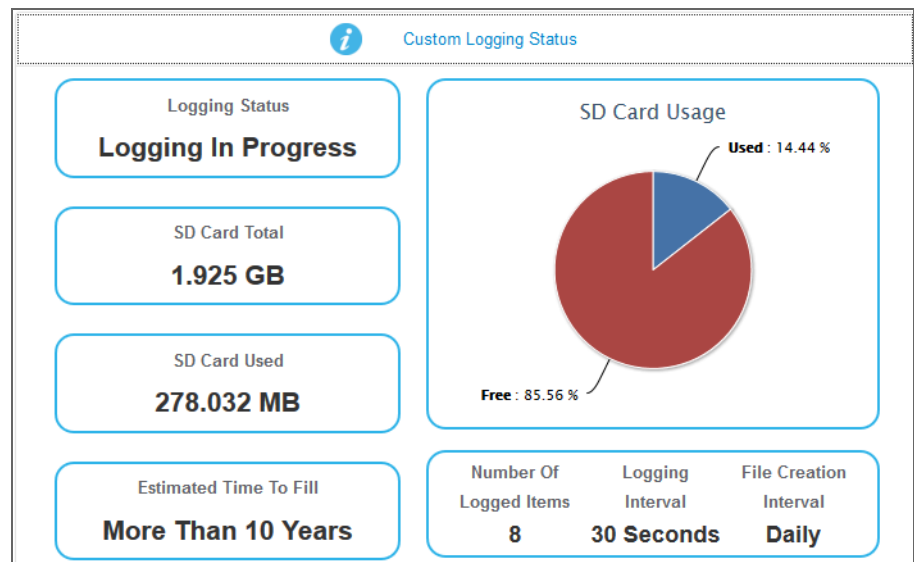 Custom Logging Status
Logging Status
Logging In Progress
SD Card Total
1.925 GB
SD Card Used
278.032 MB
Estimated Time To Fill
More Than 10 Years
SD Card Usage
Used : 14.44 %
Free : 85.56 %
Number Of
Logged Items
8
Logging
Interval
30 Seconds
File Creation
Interval
Daily